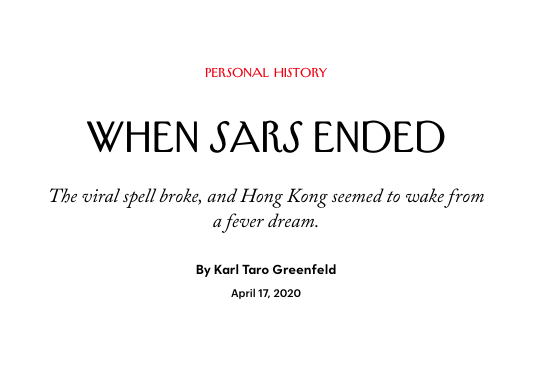 PERSONAL HISTORY
WHEN SARS ENDED
The viral spell broke, and Hong Kong seemed to wake from
a fever dream.
By Karl Taro Greenfeld
April 17, 2020